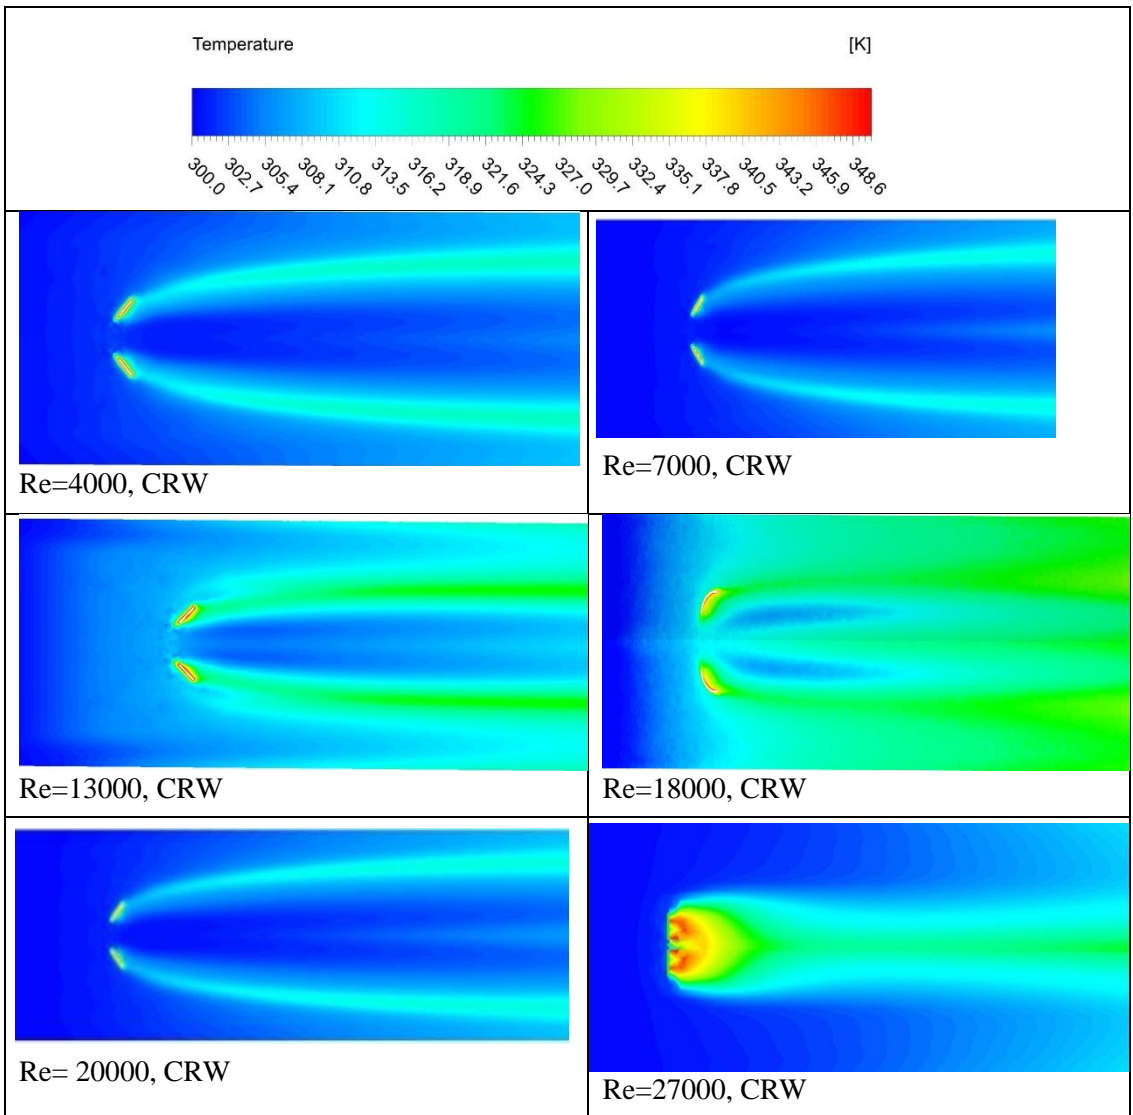 Temperature [K]
300.0 302.7 305.4 308.1 310.8 313.5 316.2 318.9 321.6 324.3 327.0 329.7 332.4 335.1 337.8 340.5 343.2 345.9 348.6
Re=4000, CRW
Re=7000, CRW
Re=13000, CRW
Re=18000, CRW
Re= 20000, CRW
Re=27000, CRW